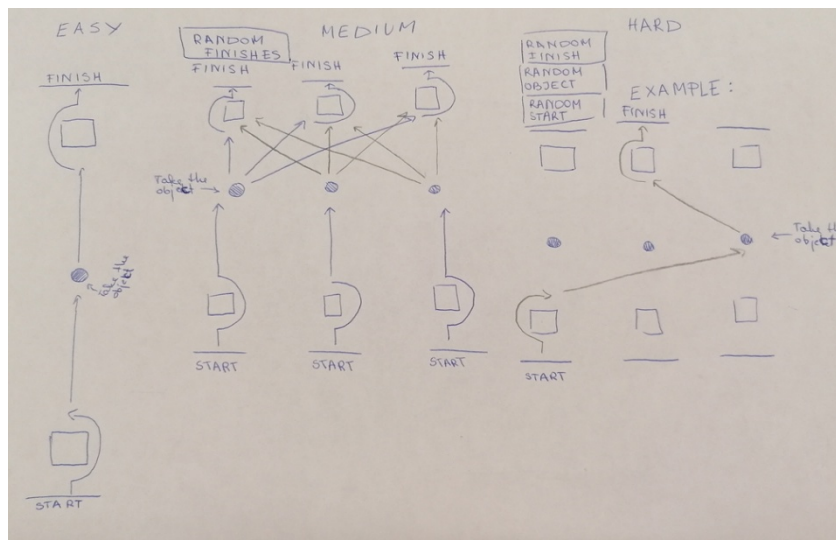 EASY
FINISH
Take the
object
START
MEDIUM
RANDOM
FINISHES
FINISH
FINISH
FINISH
Take the
object
START
START
START
HARD
RANDOM
FINISH
RANDOM
OBJECT
RANDOM
START
EXAMPLE:
FINISH
Take th
object
START